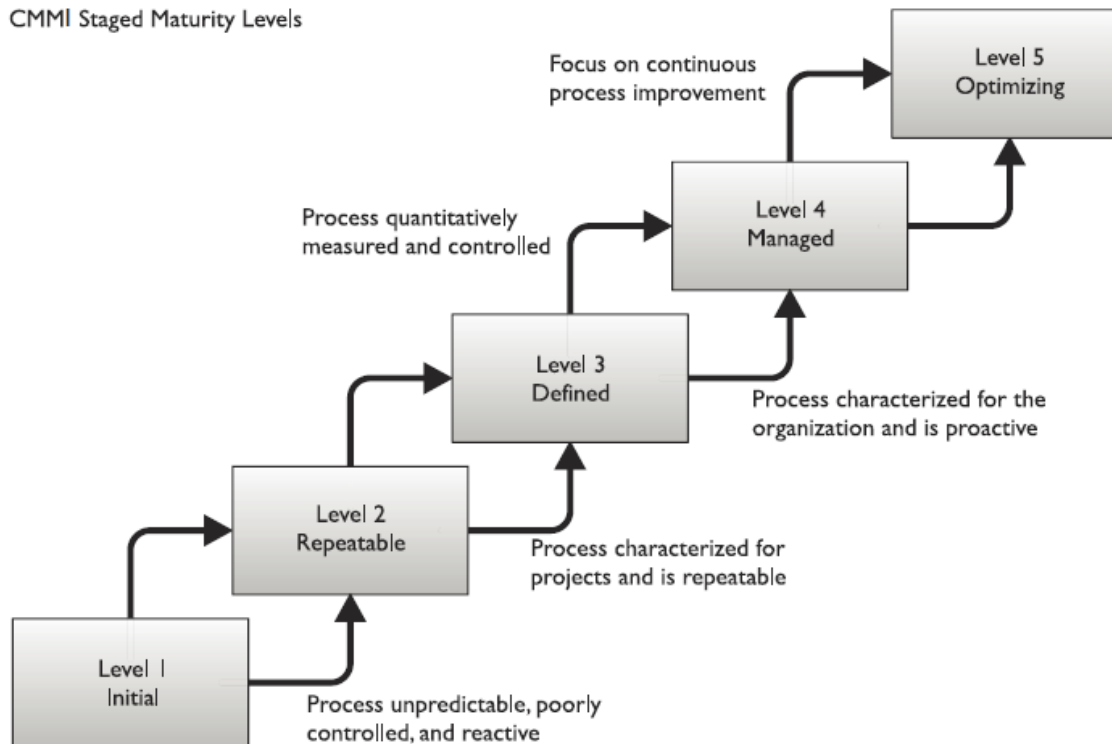 CMMI Staged Maturity Levels
Focus on continuous
process improvement
Level 5
Optimizing
Process quantitatively
measured and controlled
Level 4
Managed
Level 3
Defined
Process characterized for the
organization and is proactive
Level 2
Repeatable
Process characterized for
projects and is repeatable
Level 1
Initial
Process unpredictable, poorly
controlled, and reactive